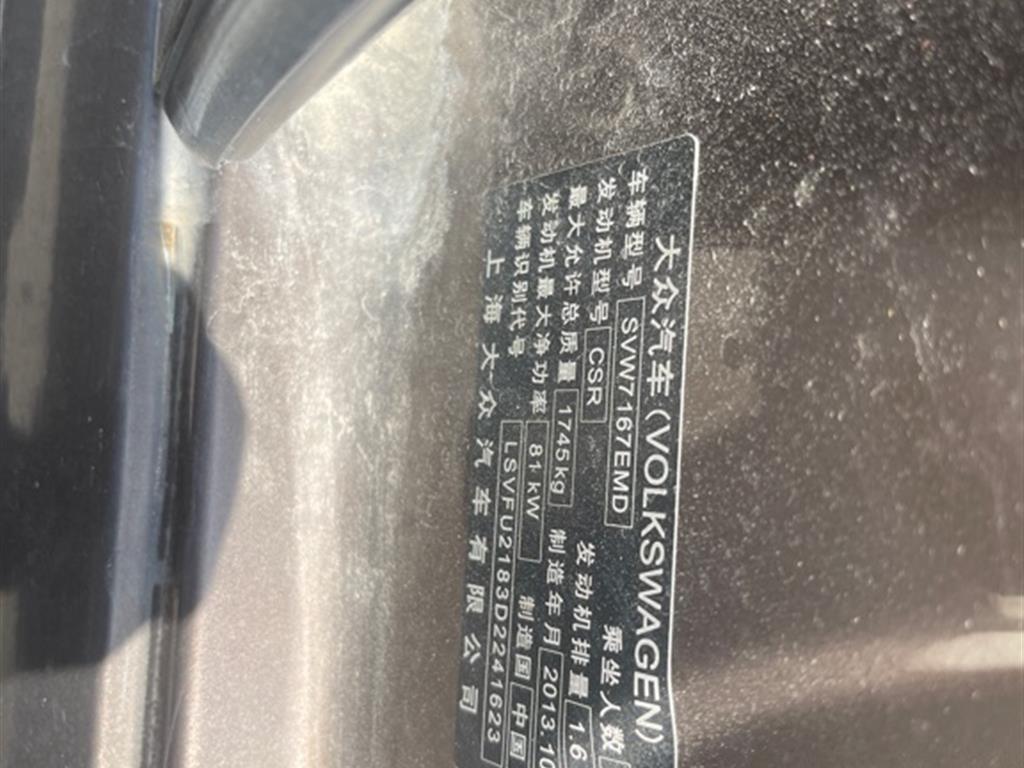 大众汽车(VOLKSWAGEN)
车辆型号 SVW7167EMD 乘坐人数
发动机型号 CSR 发动机排量 1.6
最大允许总质量 1745kg 制造年月 2013.10
发动机最大净功率 81kW 制造国 中国
车辆识别代号 LSVFU2183D2241623
上海大众汽车有限公司